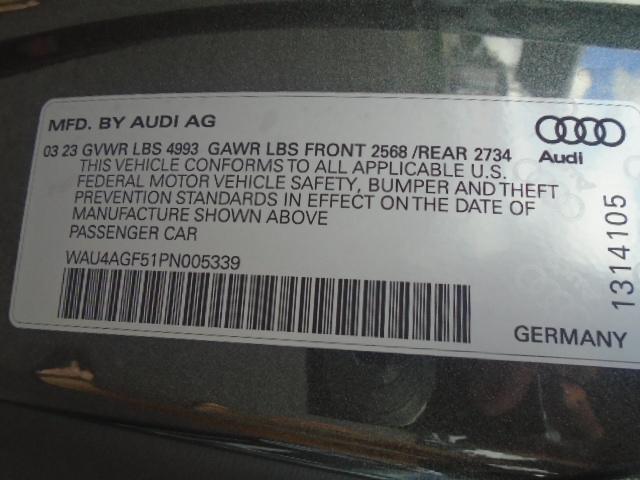 MFD. BY AUDI AG
03 23 GVWR LBS 4993 GAWR LBS FRONT 2568 /REAR 2734
THIS VEHICLE CONFORMS TO ALL APPLICABLE U.S.
FEDERAL MOTOR VEHICLE SAFETY, BUMPER AND THEFT
PREVENTION STANDARDS IN EFFECT ON THE DATE OF
MANUFACTURE SHOWN ABOVE
PASSENGER CAR
WAU4AGF51PN005339
Audi
1314105
GERMANY